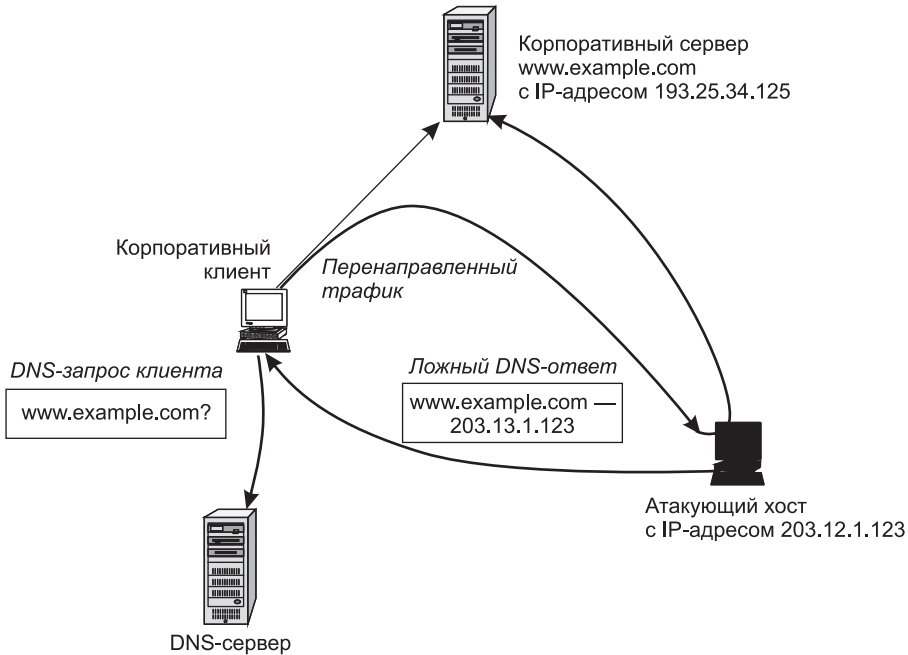 Корпоративный сервер
www.example.com
с IP-адресом 193.25.34.125
Корпоративный
клиент
Перенаправленный
трафик
DNS-запрос клиента
www.example.com?
Ложный DNS-ответ
www.example.com —
203.13.1.123
Атакующий хост
с IP-адресом 203.12.1.123
DNS-сервер